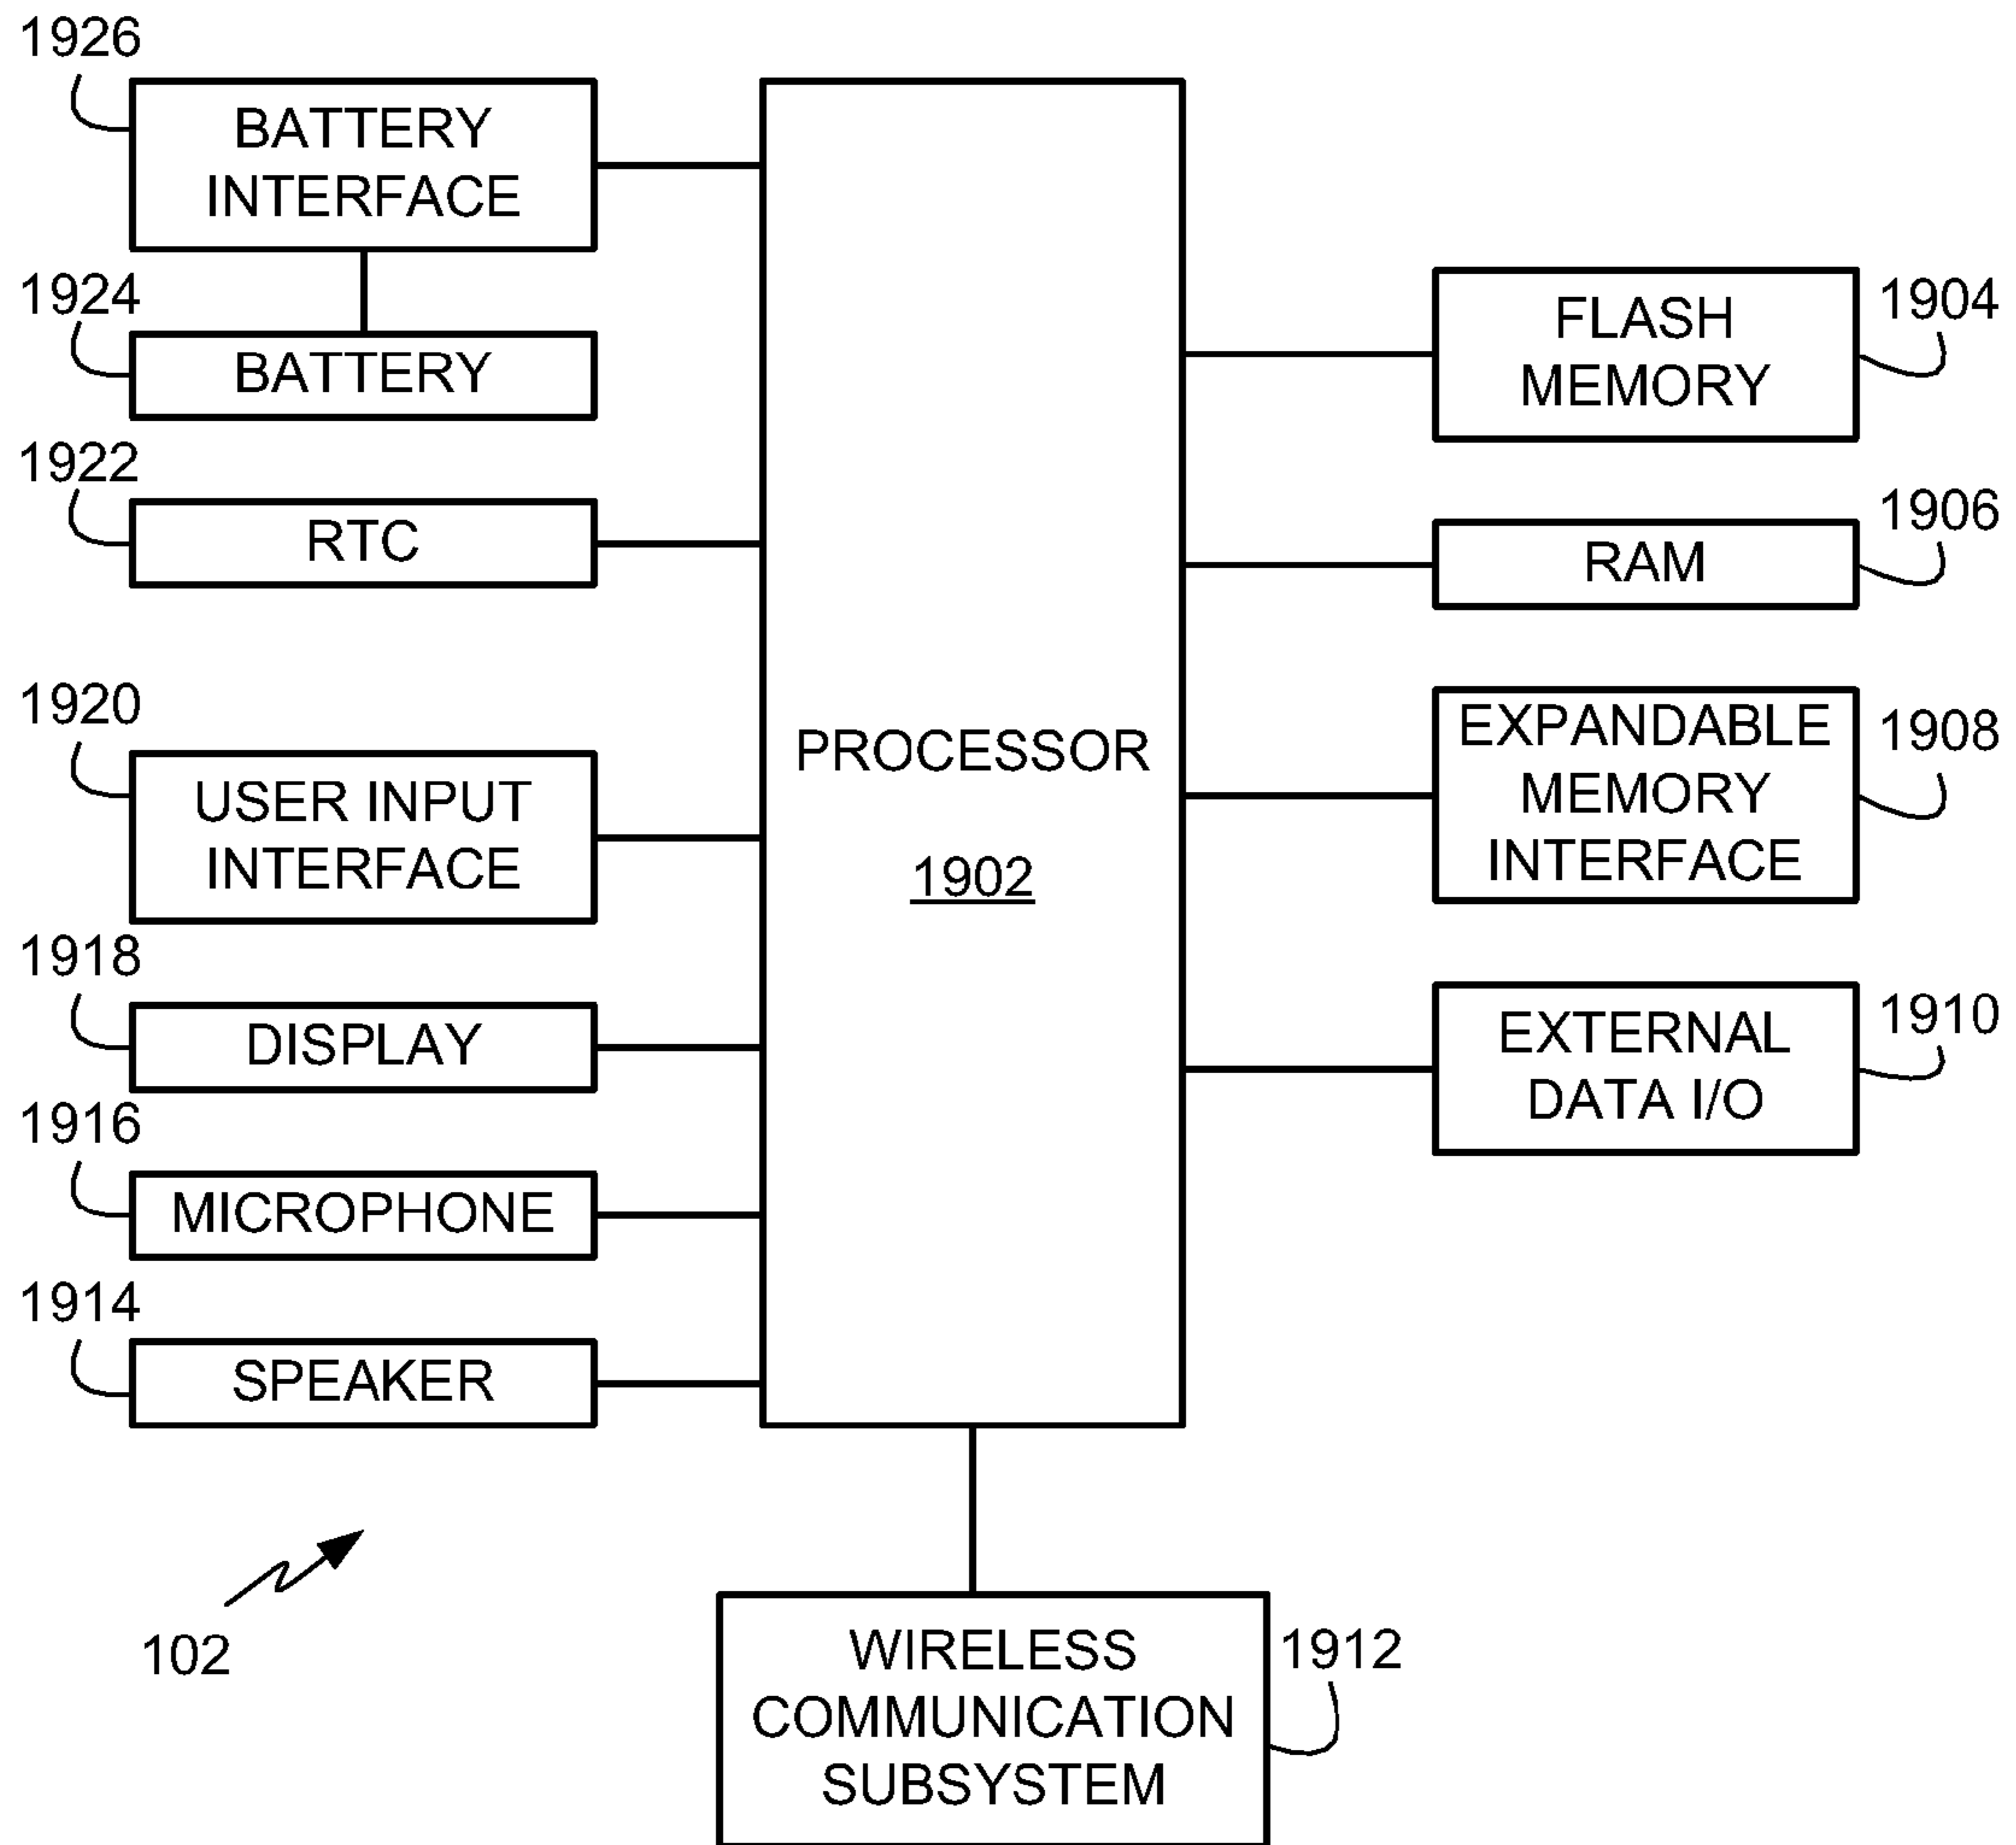 1926
BATTERY
INTERFACE
1924
BATTERY
1922
RTC
1920
USER INPUT
INTERFACE
1918
DISPLAY
1916
MICROPHONE
1914
SPEAKER
102
PROCESSOR
1902
FLASH
MEMORY
1904
RAM
1906
EXPANDABLE
MEMORY
INTERFACE
1908
EXTERNAL
DATA I/O
1910
WIRELESS
COMMUNICATION
SUBSYSTEM
1912